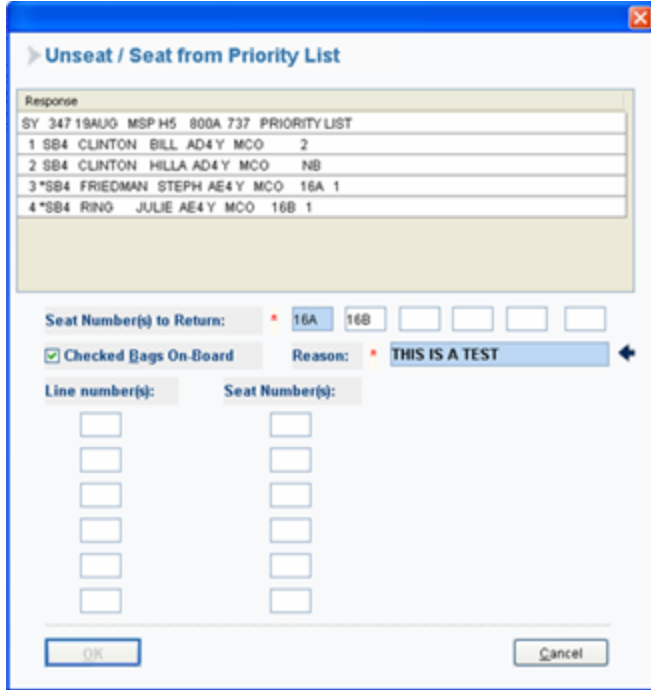 Unseat / Seat from Priority List
Response
SY 347 19AUG MSP H5 800A 737 PRIORITY LIST
1 SB4 CLINTON BILL AD4 Y MCO 2
2 SB4 CLINTON HILLA AD4 Y MCO NB
3 *SB4 FRIEDMAN STEPH AE4 Y MCO 16A 1
4 *SB4 RING JULIE AE4 Y MCO 16B 1
Seat Number(s) to Return: * 16A 16B
Checked Bags On-Board Reason: * THIS IS A TEST
Line number(s): Seat Number(s):
OK Cancel